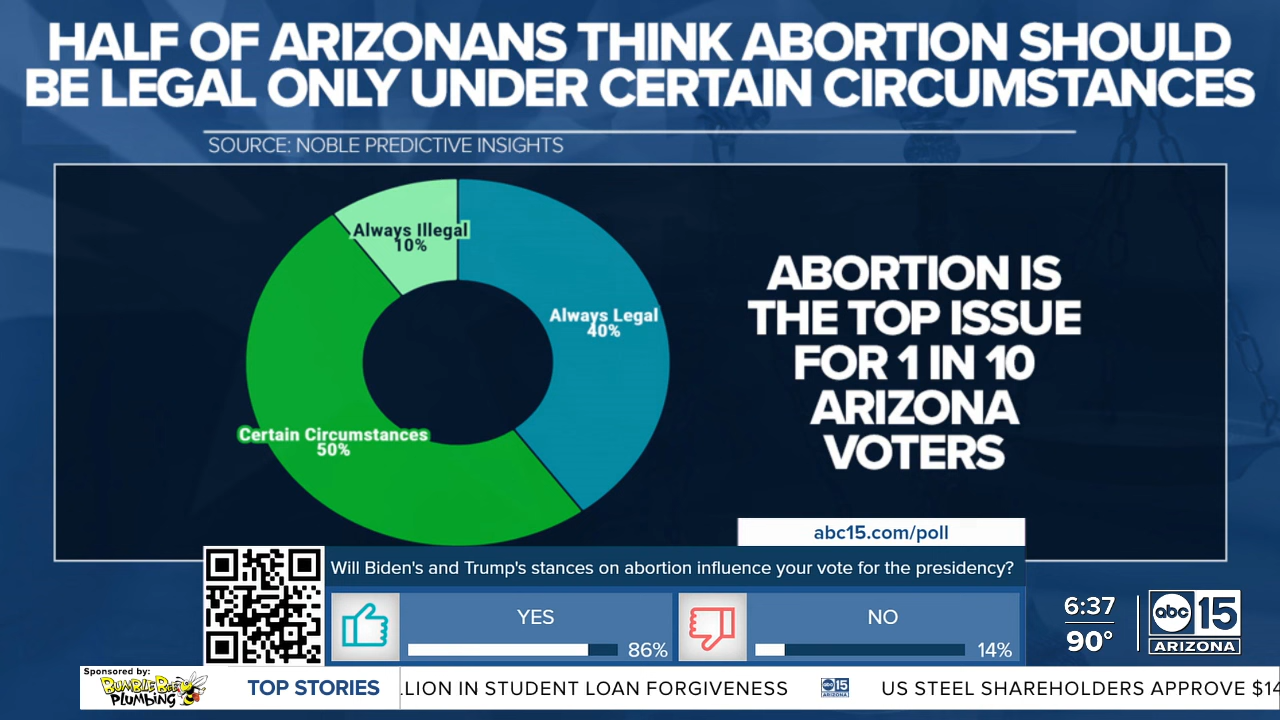 HALF OF ARIZONANS THINK ABORTION SHOULD
BE LEGAL ONLY UNDER CERTAIN CIRCUMSTANCES
SOURCE: NOBLE PREDICTIVE INSIGHTS
Always Illegal
10%
Always Legal
40%
Certain Circumstances
50%
ABORTION IS
THE TOP ISSUE
FOR 1 IN 10
ARIZONA
VOTERS
abc15.com/poll
Will Biden's and Trump's stances on abortion influence your vote for the presidency?
YES
86%
NO
14%
6:37
90°
abc 15
ARIZONA
Sponsored by:
BUMBLE BEE
PLUMBING
TOP STORIES
LLION IN STUDENT LOAN FORGIVENESS
abc 15
ARIZONA
US STEEL SHAREHOLDERS APPROVE $14